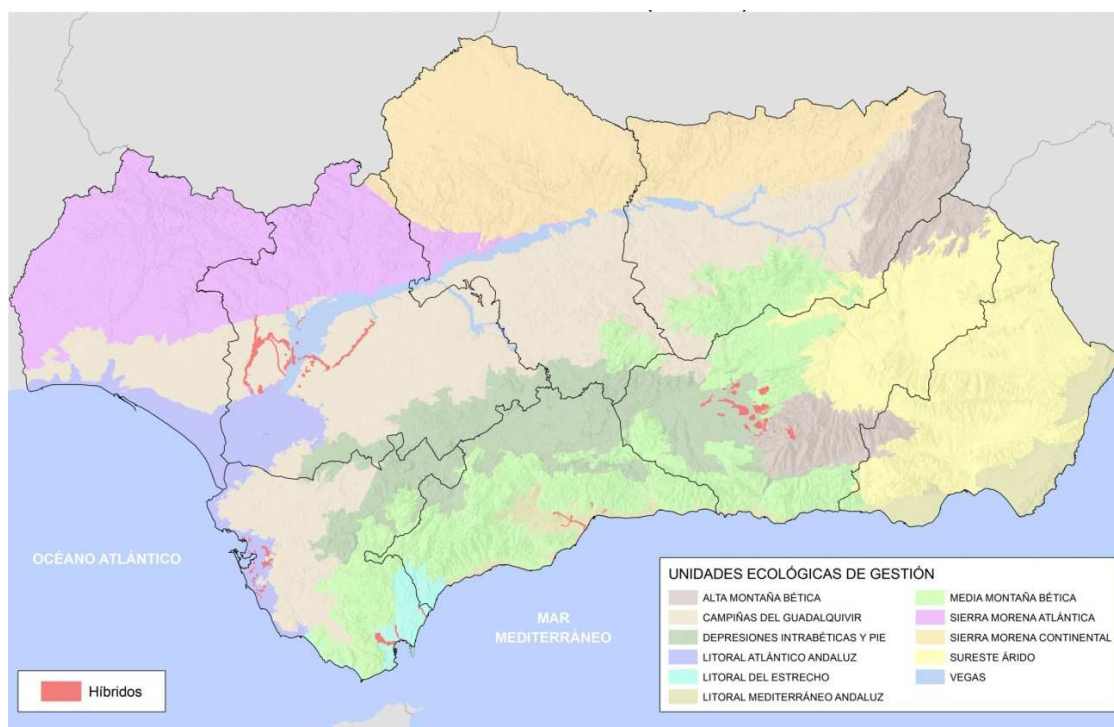 OCÉANO ATLÁNTICO
MAR
MEDITERRÁNEO
UNIDADES ECOLÓGICAS DE GESTIÓN
ALTA MONTAÑA BÉTICA
CAMPIÑAS DEL GUADALQUIVIR
DEPRESIONES INTRABÉTICAS Y PIE
LITORAL ATLÁNTICO ANDALUZ
LITORAL DEL ESTRECHO
LITORAL MEDITERRÁNEO ANDALUZ
MEDIA MONTAÑA BÉTICA
SIERRA MORENA ATLÁNTICA
SIERRA MORENA CONTINENTAL
SURESTE ÁRIDO
VEGAS
Híbridos